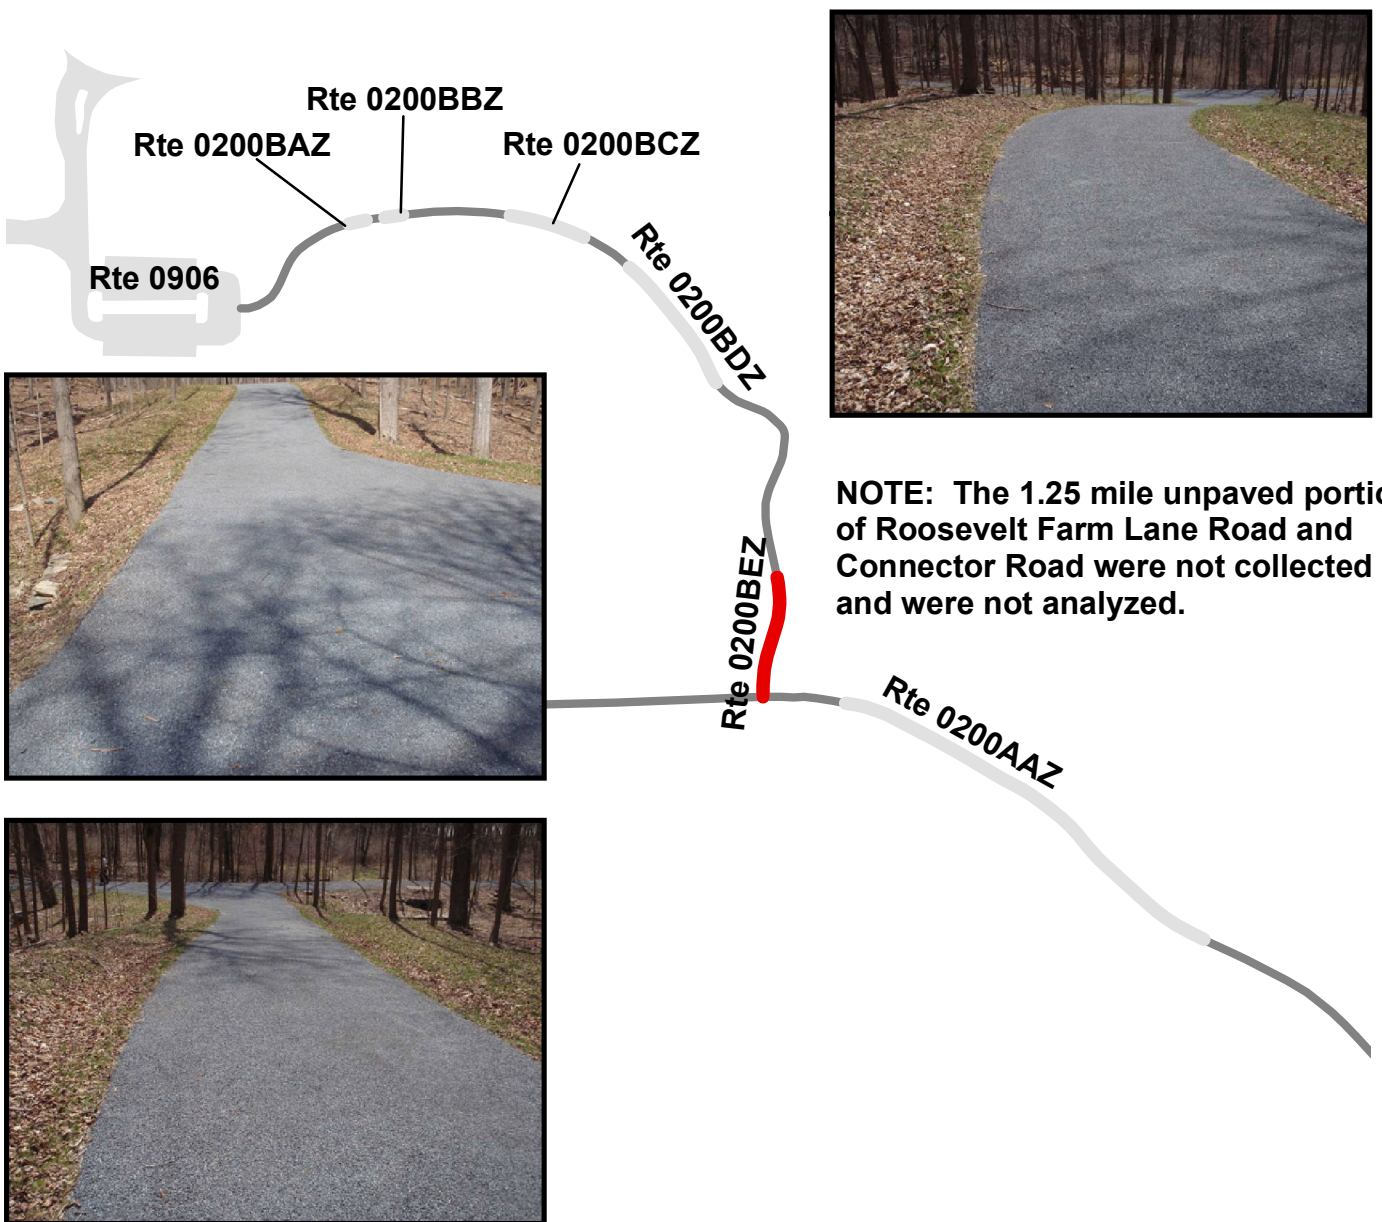 Rte 0200BBZ
Rte 0200BAZ
Rte 0200BCZ
Rte 0906
Rte 0200BDZ
NOTE: The 1.25 mile unpaved
of Roosevelt Farm Lane Road and
Connector Road were not collected
and were not analyzed.
Rte 0200BEZ
Rte 0200AAZ